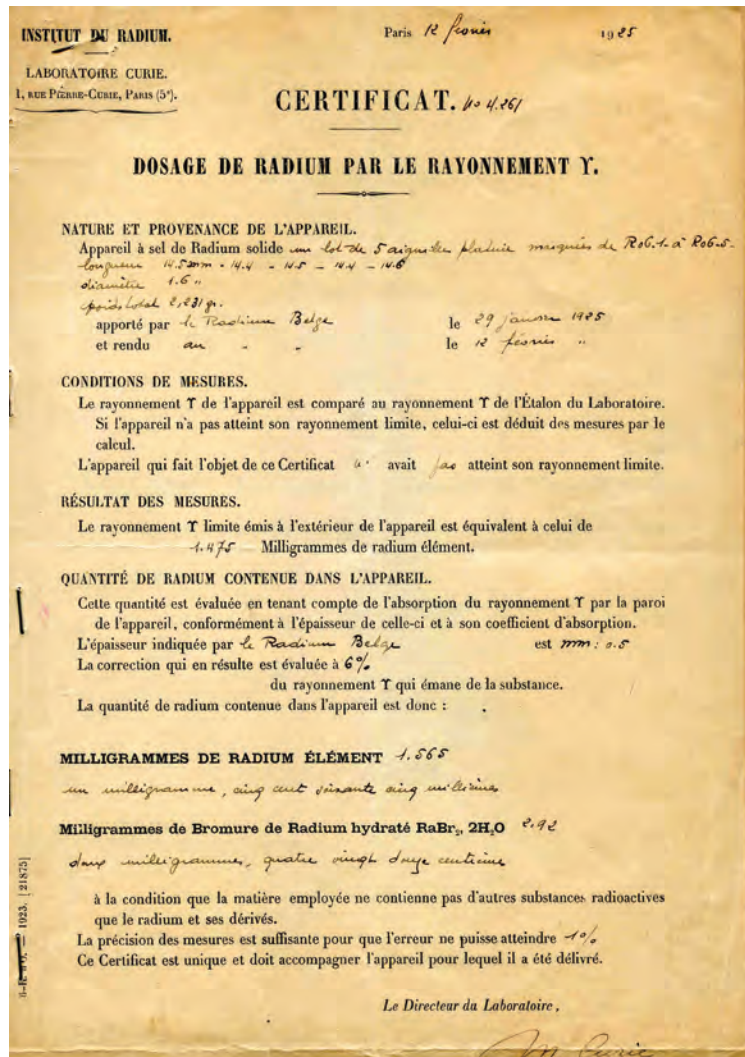 INSTITUT DU RADIUM.
Paris 12 février 1925
LABORATOIRE CURIE.
1, RUE PIERRE-CURIE, PARIS (5e).
CERTIFICAT. No 4.261
DOSAGE DE RADIUM PAR LE RAYONNEMENT ϒ.
NATURE ET PROVENANCE DE L'APPAREIL.
Appareil à sel de Radium solide un lot de 5 aiguilles platine marquées de R06.1. à R06.5.
longueur 14.5mm - 14.4 - 14.5 - 14.4 - 14.6
diamètre 1.6 "
poids total 2,231 gr.
apporté par le Radium Belge le 29 janvier 1925
et rendu au " " le 12 février "
CONDITIONS DE MESURES.
Le rayonnement ϒ de l'appareil est comparé au rayonnement ϒ de l'Étalon du Laboratoire.
Si l'appareil n'a pas atteint son rayonnement limite, celui-ci est déduit des mesures par le
calcul.
L'appareil qui fait l'objet de ce Certificat n' avait pas atteint son rayonnement limite.
RÉSULTAT DES MESURES.
Le rayonnement ϒ limite émis à l'extérieur de l'appareil est équivalent à celui de
1.475 Milligrammes de radium élément.
QUANTITÉ DE RADIUM CONTENUE DANS L'APPAREIL.
Cette quantité est évaluée en tenant compte de l'absorption du rayonnement ϒ par la paroi
de l'appareil, conformément à l'épaisseur de celle-ci et à son coefficient d'absorption.
L'épaisseur indiquée par le Radium Belge est mm: 0.5
La correction qui en résulte est évaluée à 6%
du rayonnement ϒ qui émane de la substance.
La quantité de radium contenue dans l'appareil est donc :
MILLIGRAMMES DE RADIUM ÉLÉMENT 1.565
un milligramme, cinq cent soixante cinq millièmes
Milligrammes de Bromure de Radium hydraté RaBr2, 2H2O 2.92
deux milligrammes, quatre vingt douze centième
à la condition que la matière employée ne contienne pas d'autres substances radioactives
que le radium et ses dérivés.
La précision des mesures est suffisante pour que l'erreur ne puisse atteindre 1%
Ce Certificat est unique et doit accompagner l'appareil pour lequel il a été délivré.
Le Directeur du Laboratoire,
M. Curie
1923. [21875]